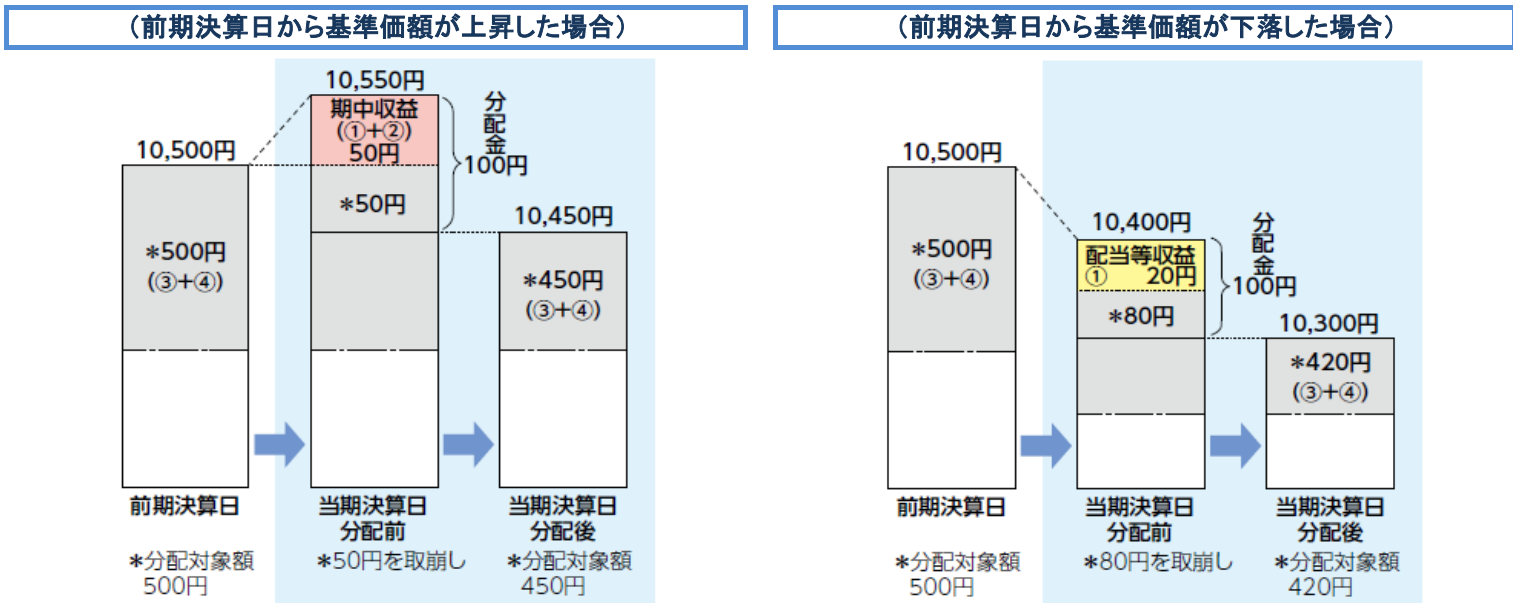 （前期決算日から基準価額が上昇した場合）
10,550円
期中収益
(①+②)
50円
分配金
100円
10,500円
*50円
10,450円
*500円
(③+④)
*450円
(③+④)
前期決算日
当期決算日
分配前
当期決算日
分配後
*分配対象額
500円
*50円を取崩し
*分配対象額
450円
（前期決算日から基準価額が下落した場合）
10,500円
10,400円
配当等収益
① 20円
分配金
100円
*500円
(③+④)
*80円
10,300円
*420円
(③+④)
前期決算日
当期決算日
分配前
当期決算日
分配後
*分配対象額
500円
*80円を取崩し
*分配対象額
420円